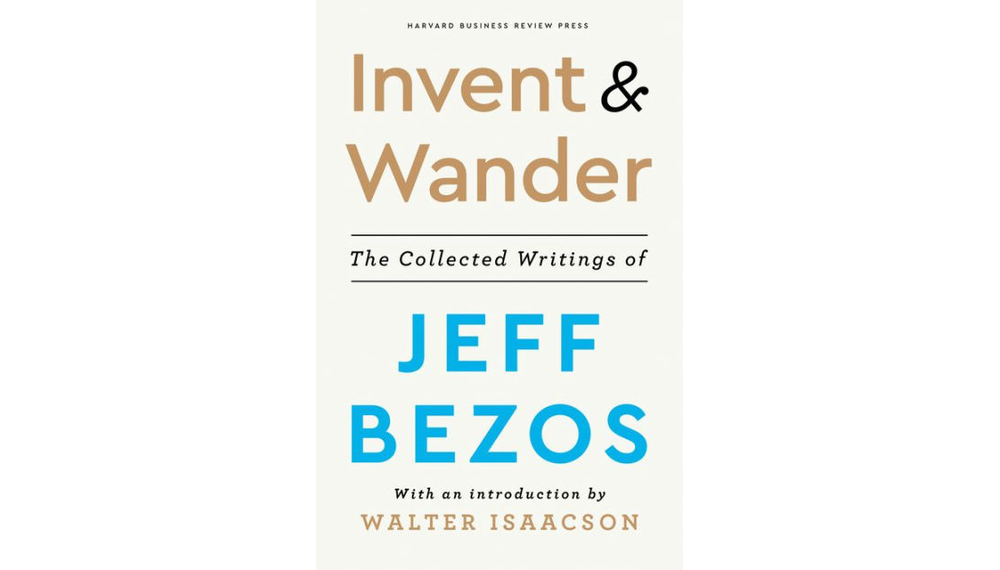 HARVARD BUSINESS REVIEW PRESS
Invent &
Wander
The Collected Writings of
JEFF
BEZOS
With an introduction by
WALTER ISAACSON